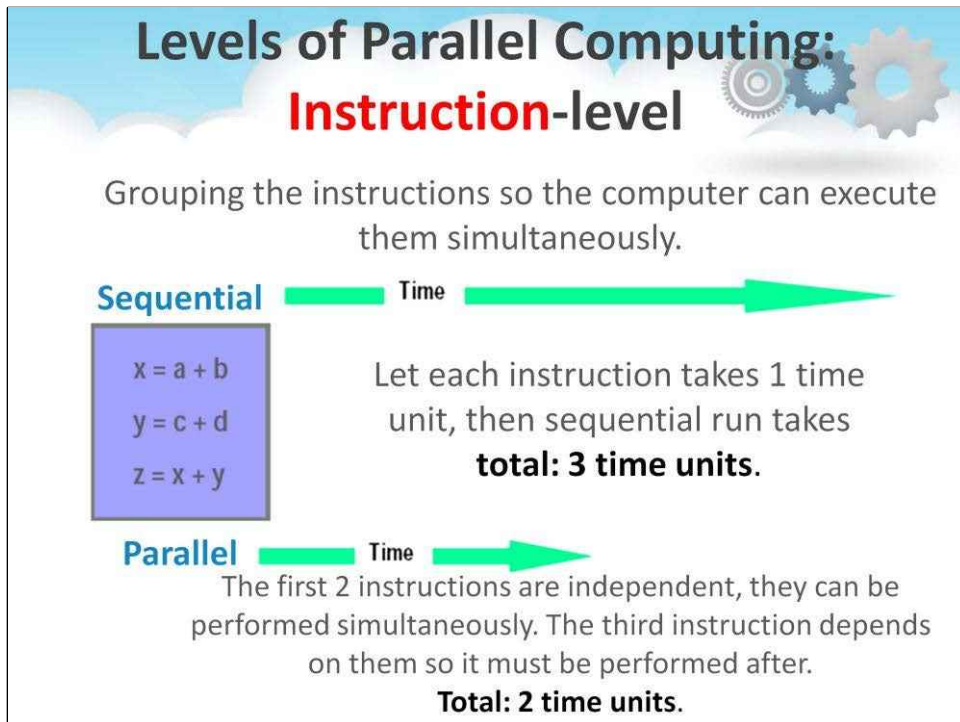 Levels of Parallel Computing:
Instruction-level
Grouping the instructions so the computer can execute
them simultaneously.
Sequential
Time
x = a + b
y = c + d
z = x + y
Let each instruction takes 1 time
unit, then sequential run takes
total: 3 time units.
Parallel
Time
The first 2 instructions are independent, they can be
performed simultaneously. The third instruction depends
on them so it must be performed after.
Total: 2 time units.